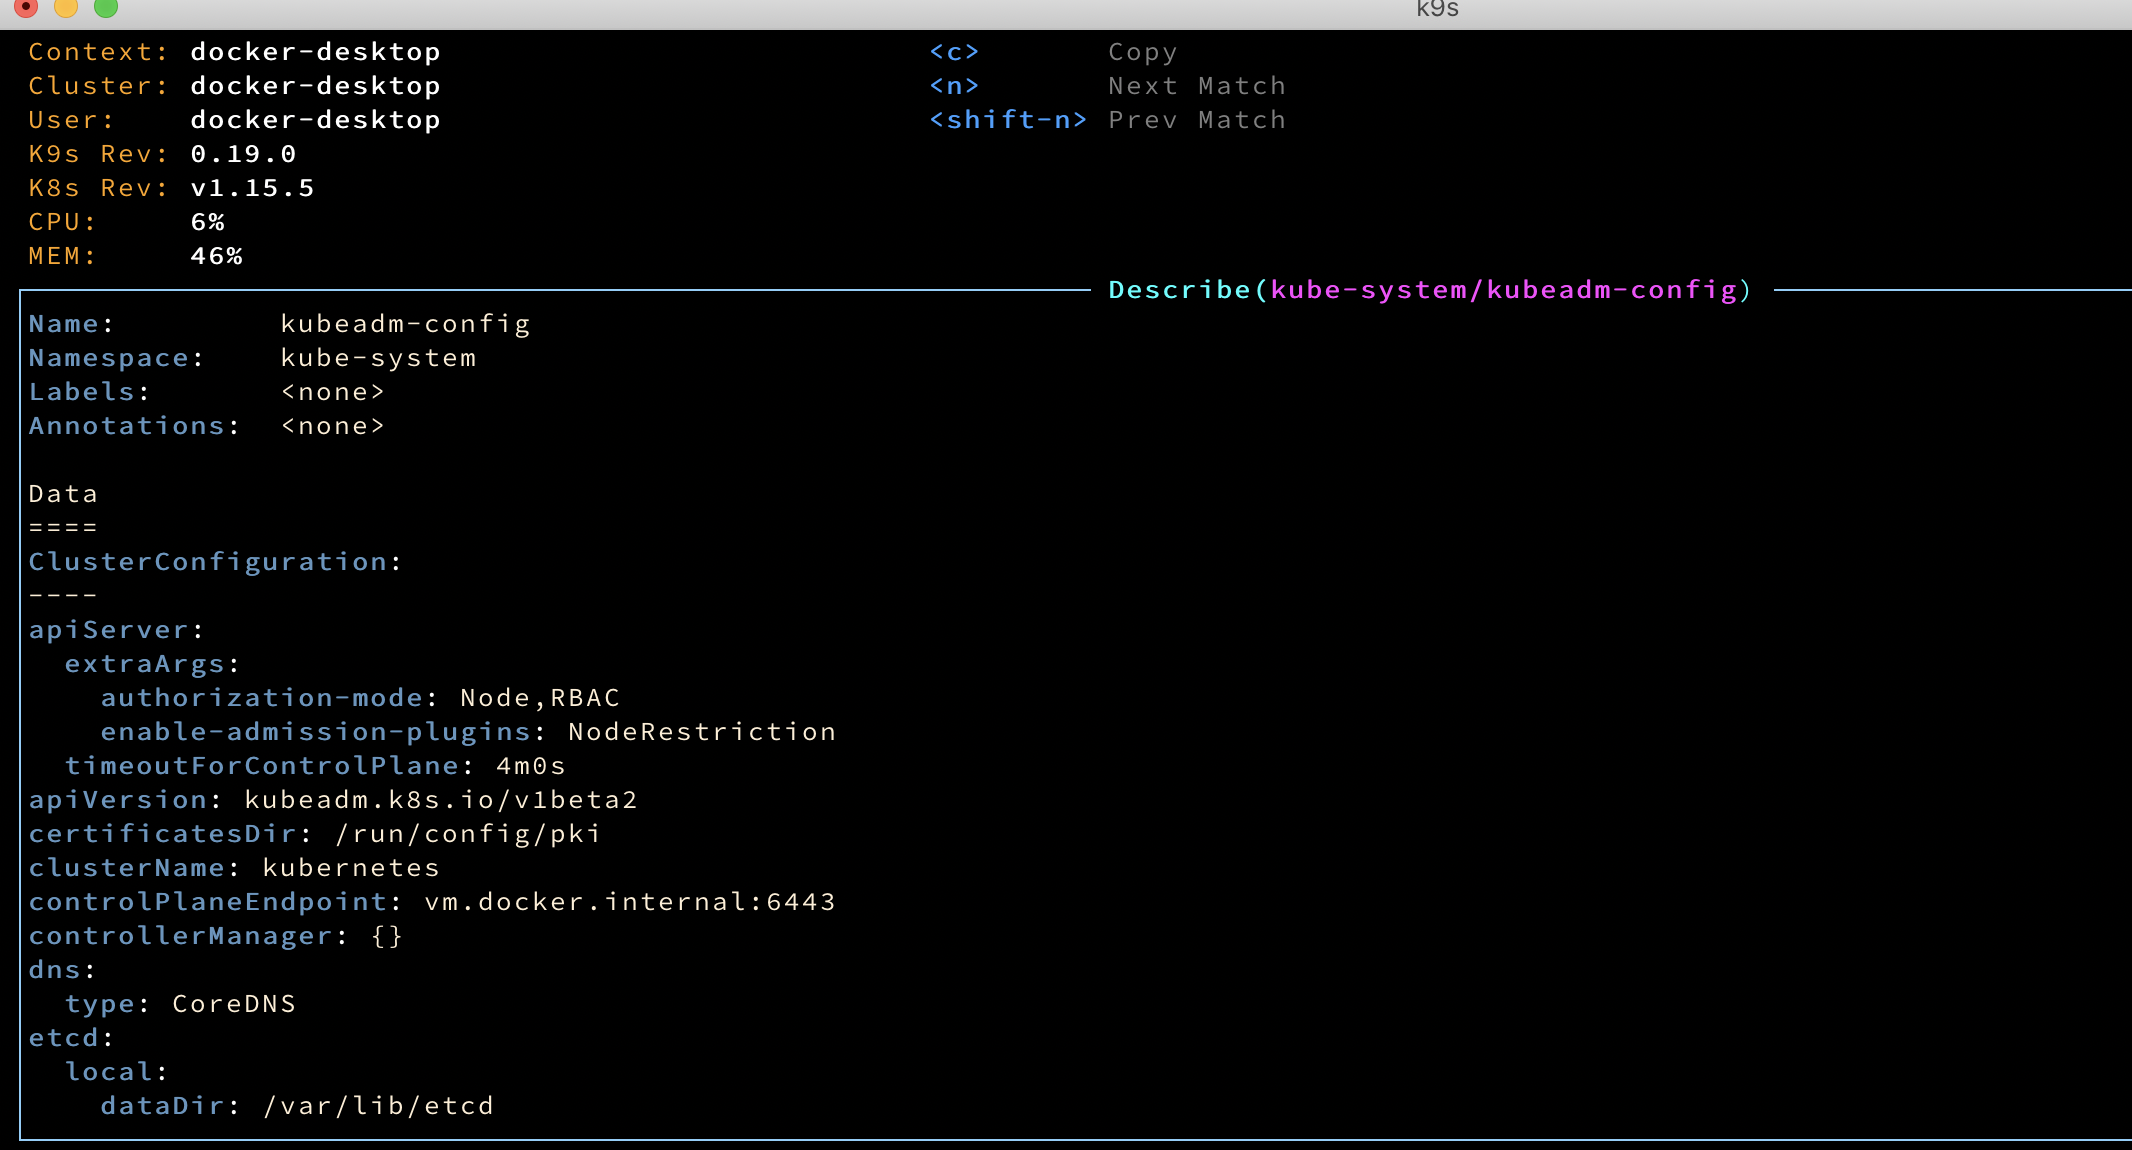 k9s
Context: docker-desktop
Cluster: docker-desktop
User: docker-desktop
K9s Rev: 0.19.0
K8s Rev: v1.15.5
CPU: 6%
MEM: 46%
<c> Copy
<n> Next Match
<shift-n> Prev Match
Describe(kube-system/kubeadm-config)
Name: kubeadm-config
Namespace: kube-system
Labels: <none>
Annotations: <none>
Data
====
ClusterConfiguration:
----
apiServer:
  extraArgs:
    authorization-mode: Node,RBAC
    enable-admission-plugins: NodeRestriction
  timeoutForControlPlane: 4m0s
apiVersion: kubeadm.k8s.io/v1beta2
certificatesDir: /run/config/pki
clusterName: kubernetes
controlPlaneEndpoint: vm.docker.internal:6443
controllerManager: {}
dns:
  type: CoreDNS
etcd:
  local:
    dataDir: /var/lib/etcd